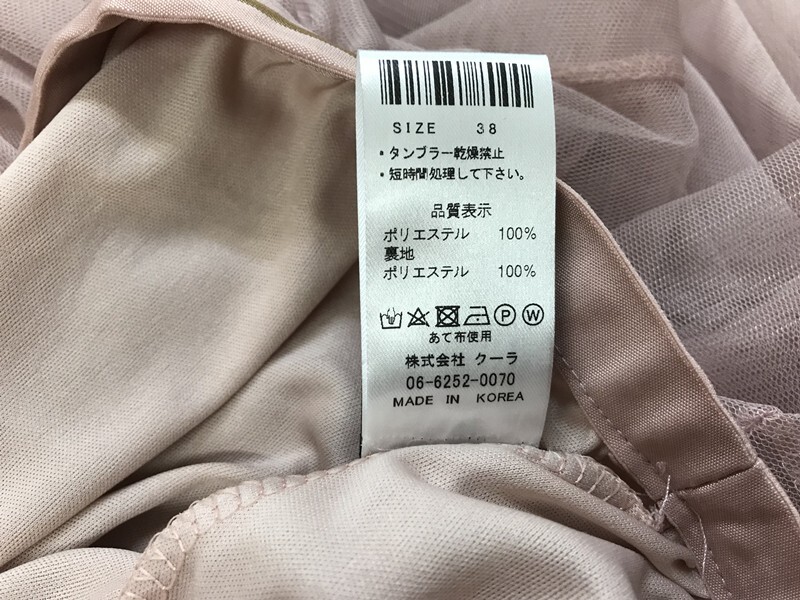 SIZE 38
・タンブラー乾燥禁止
・短時間処理して下さい。
品質表示
ポリエステル 100%
裏地
ポリエステル 100%
P W
あて布使用
株式会社 クーラ
06-6252-0070
MADE IN KOREA